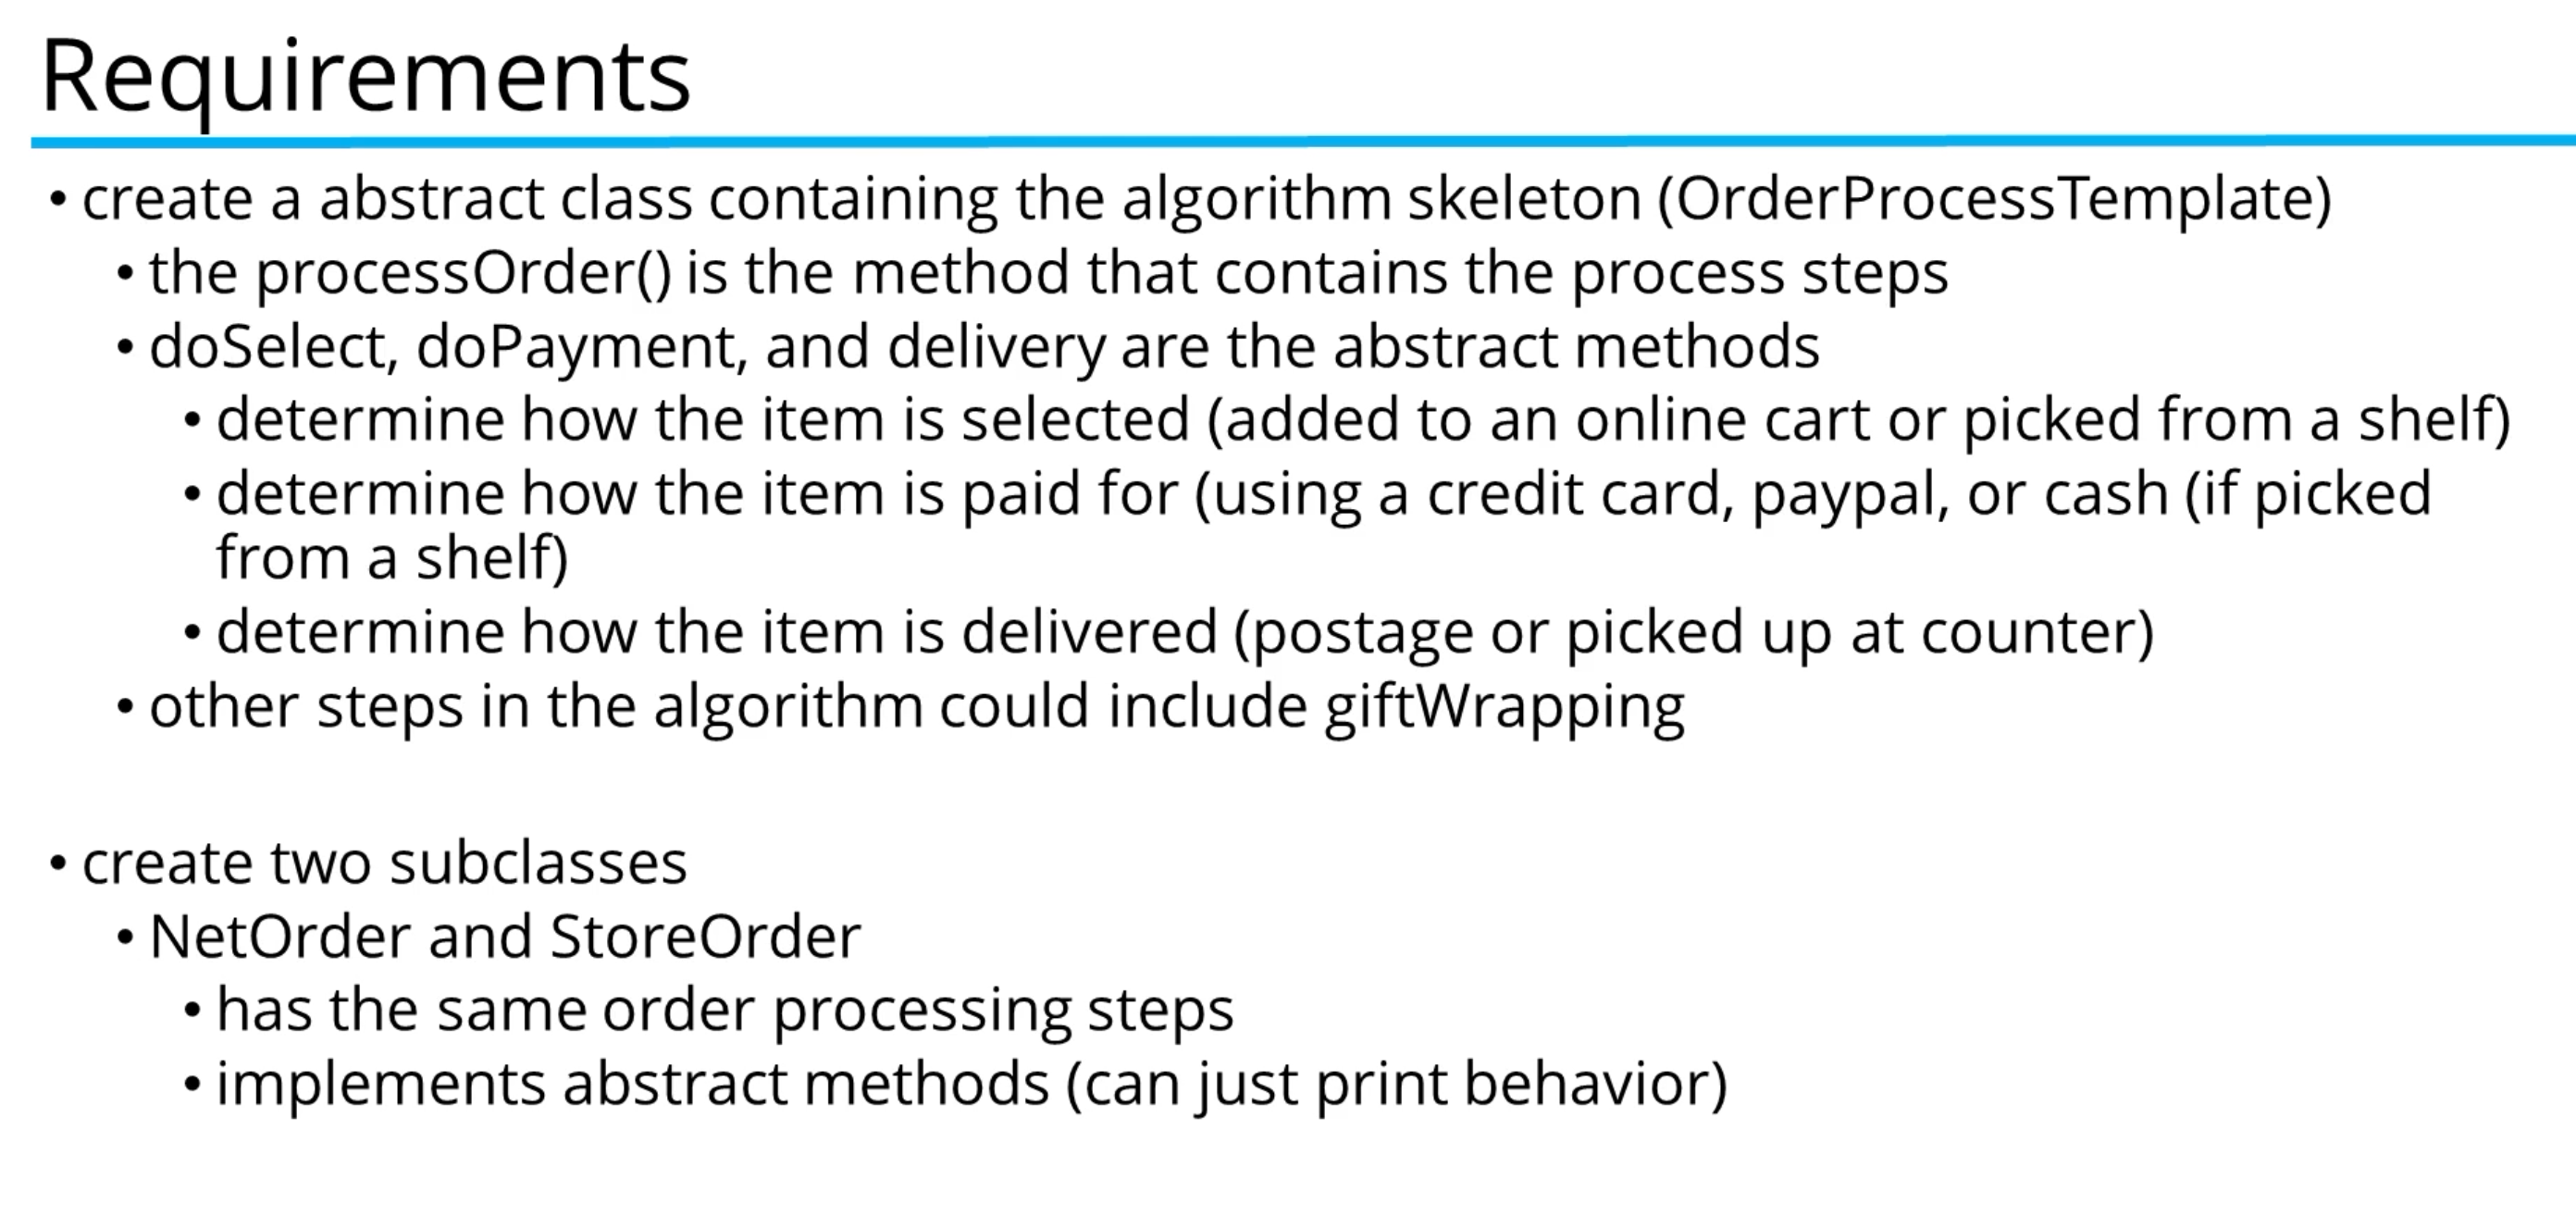 Requirements
• create a abstract class containing the algorithm skeleton (OrderProcessTemplate)
• the processOrder() is the method that contains the process steps
• doSelect, doPayment, and delivery are the abstract methods
• determine how the item is selected (added to an online cart or picked from a shelf)
• determine how the item is paid for (using a credit card, paypal, or cash (if picked
from a shelf)
• determine how the item is delivered (postage or picked up at counter)
• other steps in the algorithm could include giftWrapping
• create two subclasses
• NetOrder and StoreOrder
• has the same order processing steps
• implements abstract methods (can just print behavior)